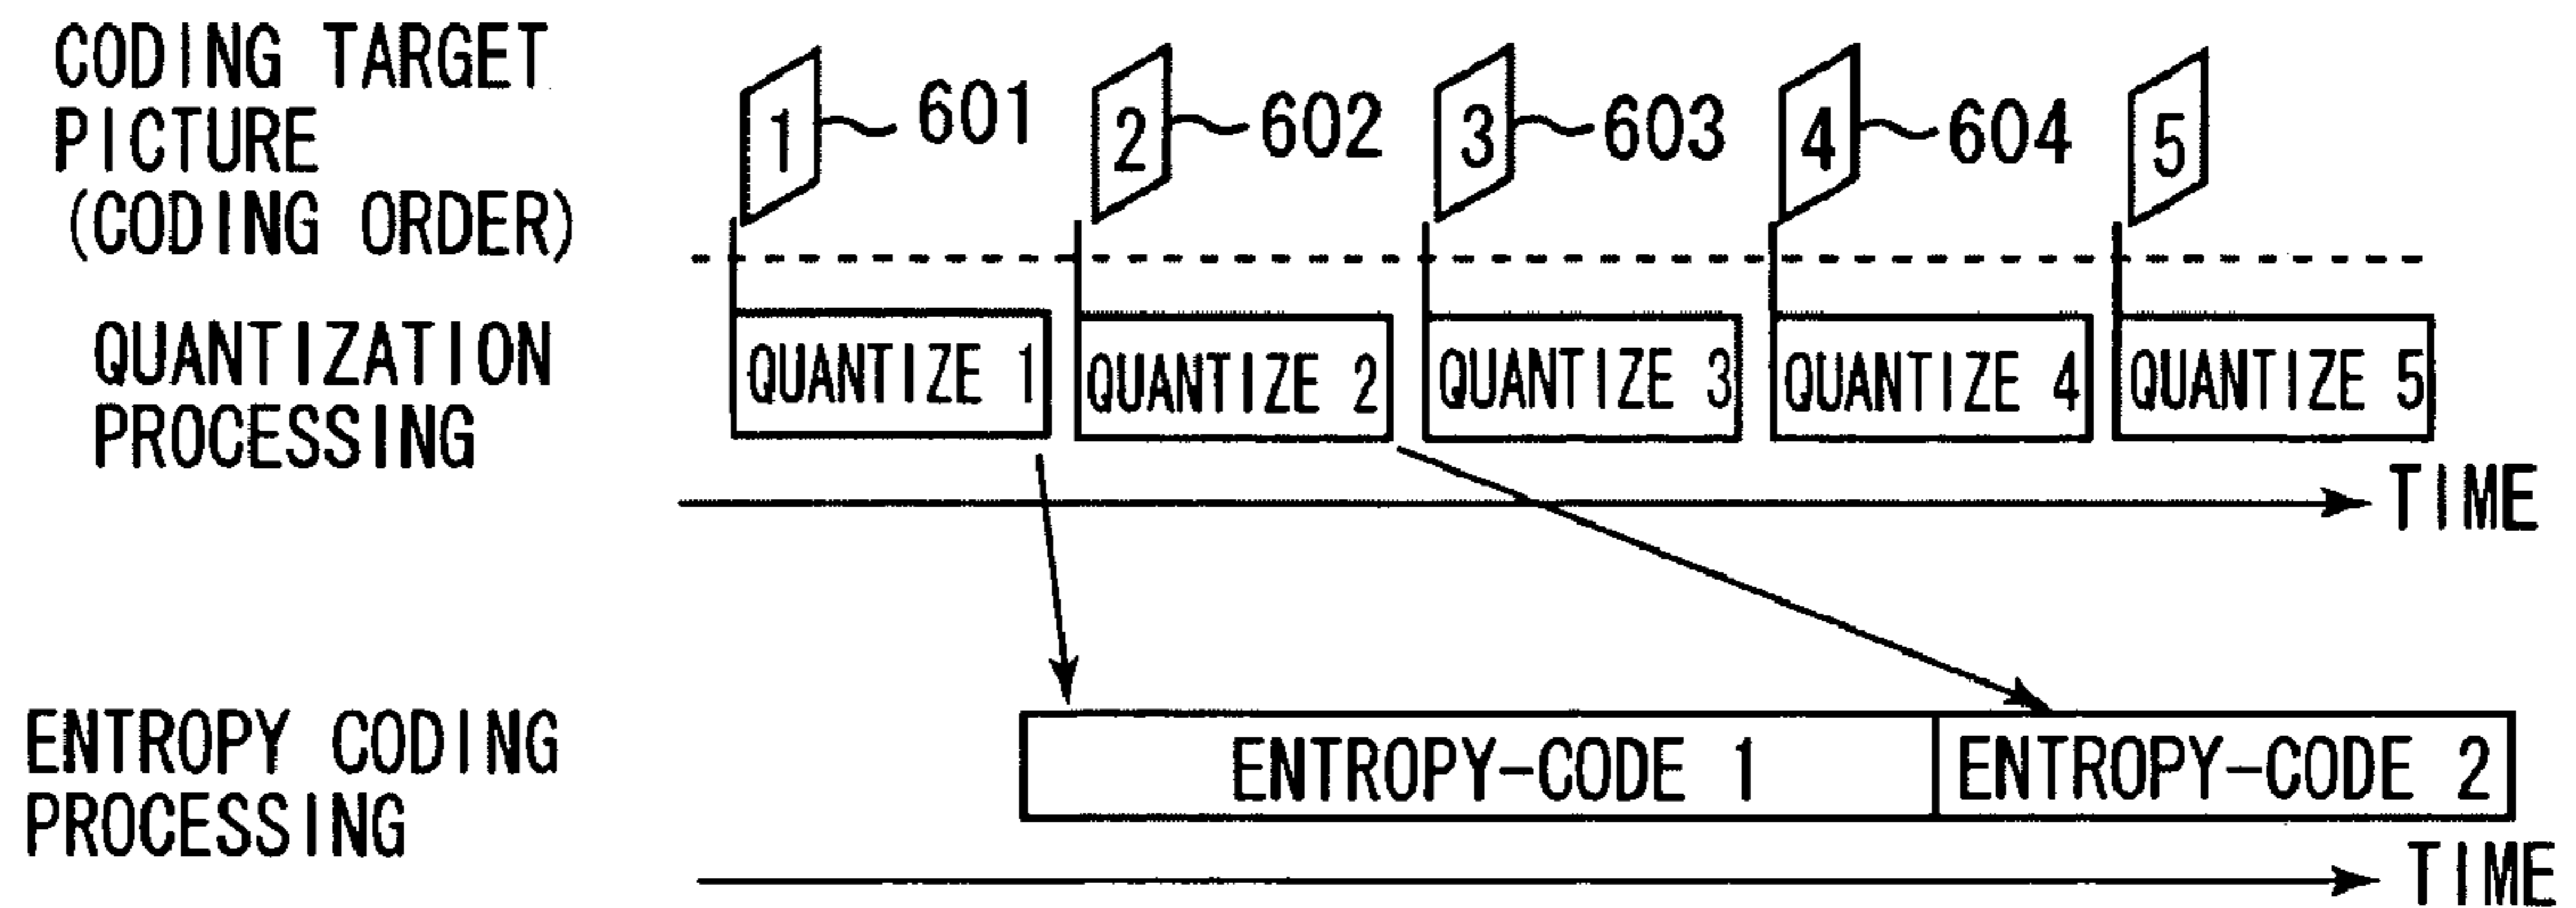 CODING TARGET
PICTURE
(CODING ORDER)
1 601 2 602 3 603 4 604 5
QUANTIZATION
PROCESSING
QUANTIZE 1 QUANTIZE 2 QUANTIZE 3 QUANTIZE 4 QUANTIZE 5
TIME
ENTROPY CODING
PROCESSING
ENTROPY-CODE 1 ENTROPY-CODE 2
TIME